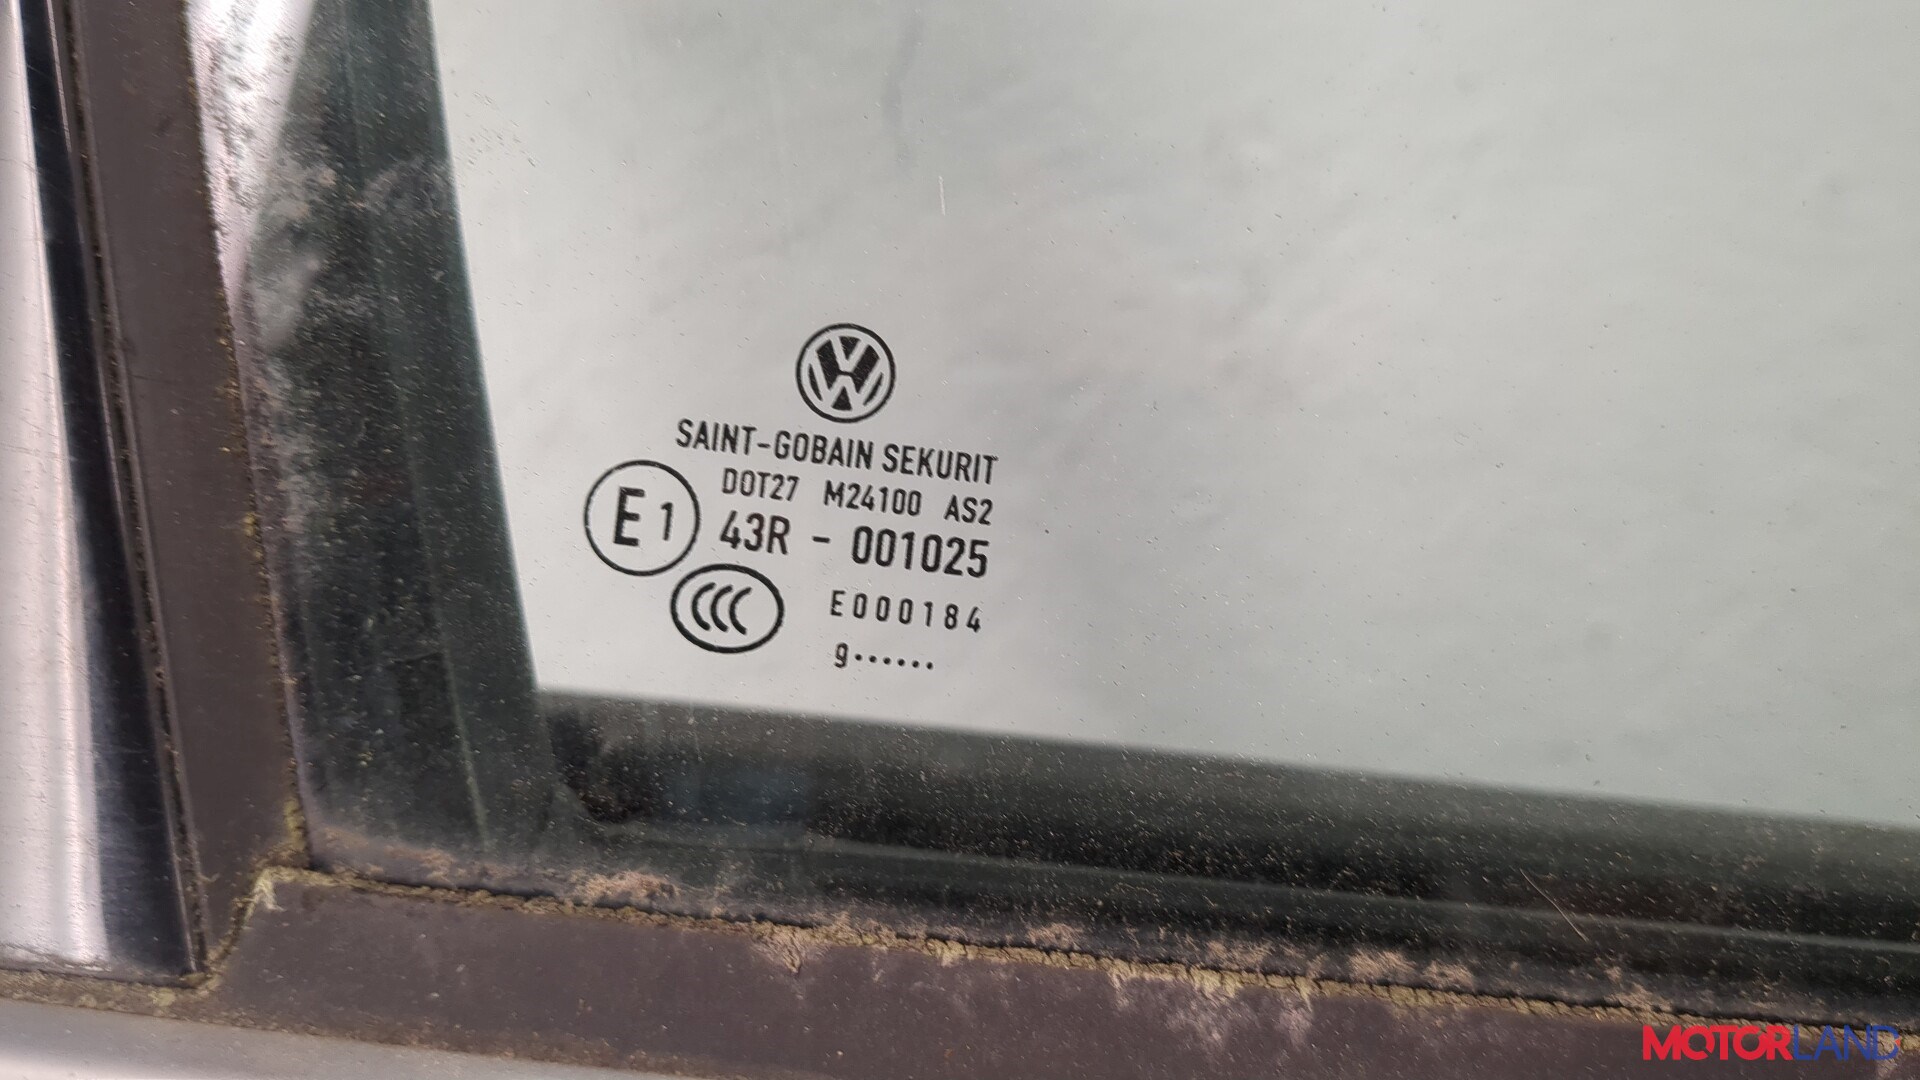 SAINT-GOBAIN SEKURIT
DOT27 M24100 AS2
E1 43R - 001025
CCC E000184
g......
MOTORLAND